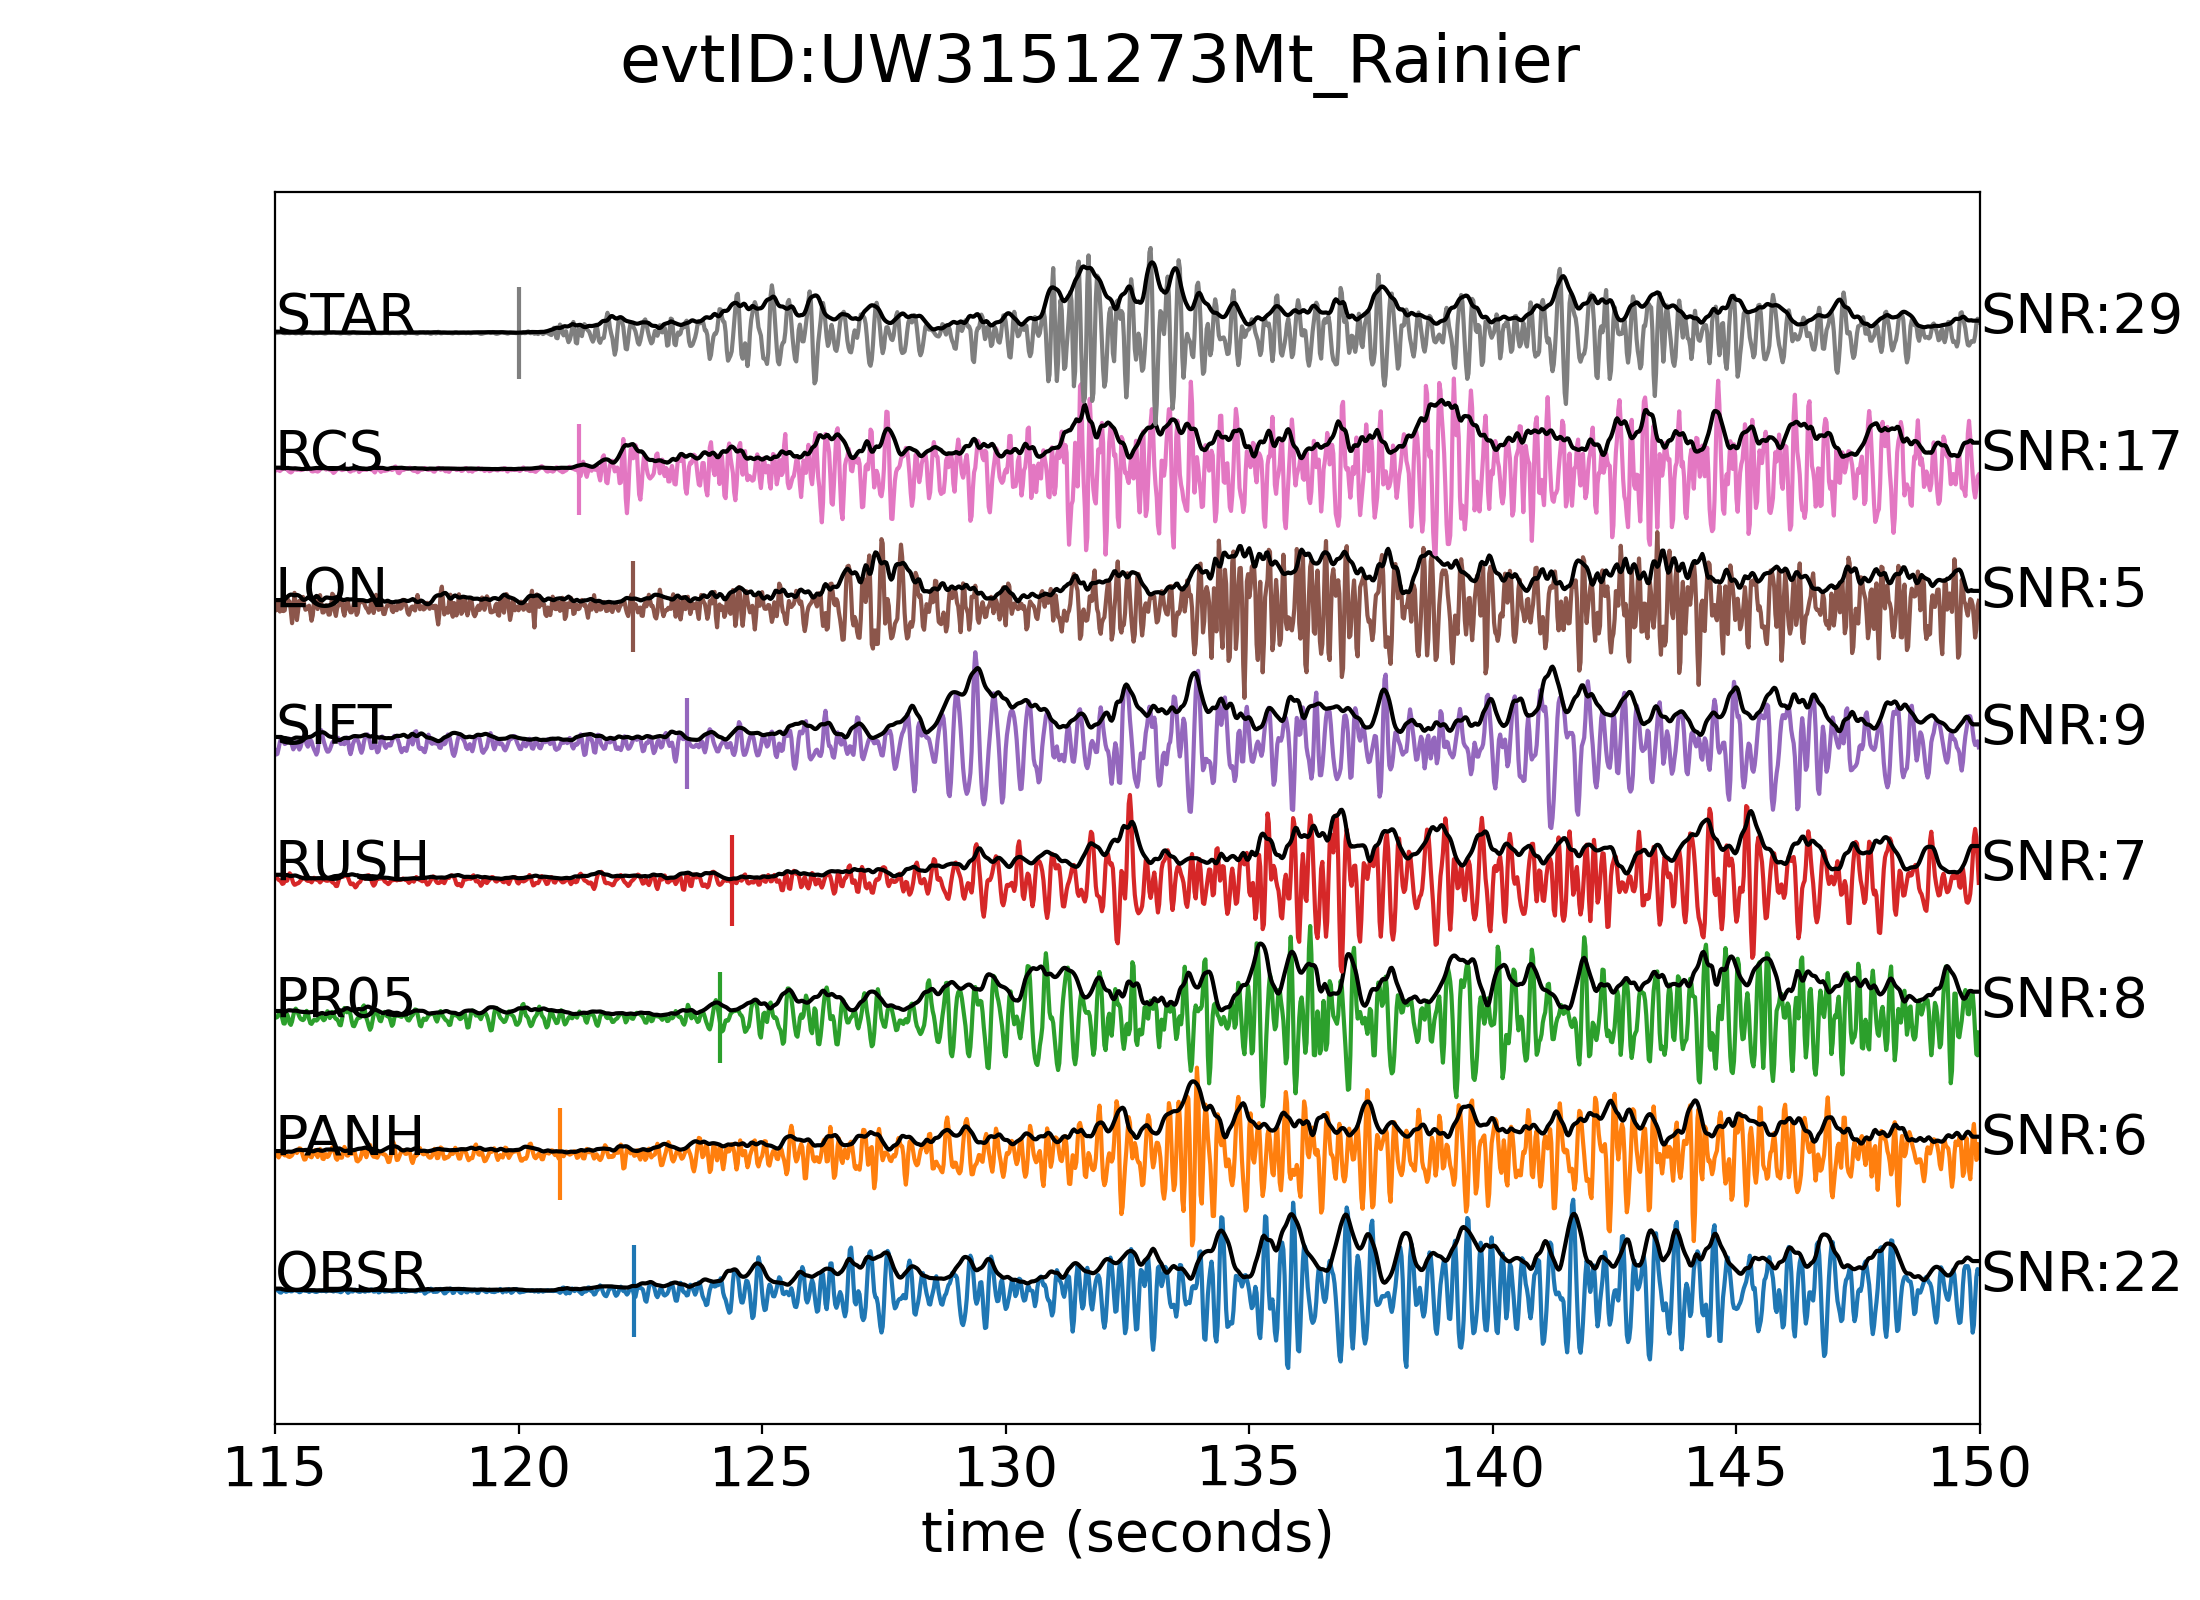 evtID:UW3151273Mt_Rainier
STAR SNR:29
RCS SNR:17
LON SNR:5
SIFT SNR:9
RUSH SNR:7
PR05 SNR:8
PANH SNR:6
OBSR SNR:22
115 120 125 130 135 140 145 150
time (seconds)